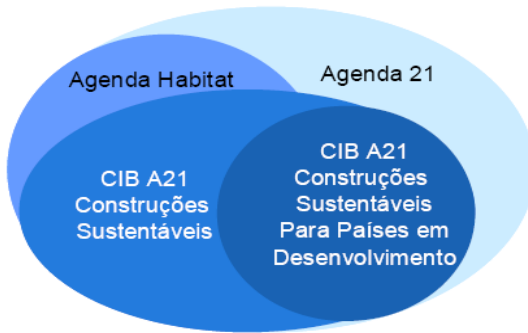 Agenda Habitat
Agenda 21
CIB A21
Construções
Sustentáveis
CIB A21
Construções
Sustentáveis
Para Países em
Desenvolvimento